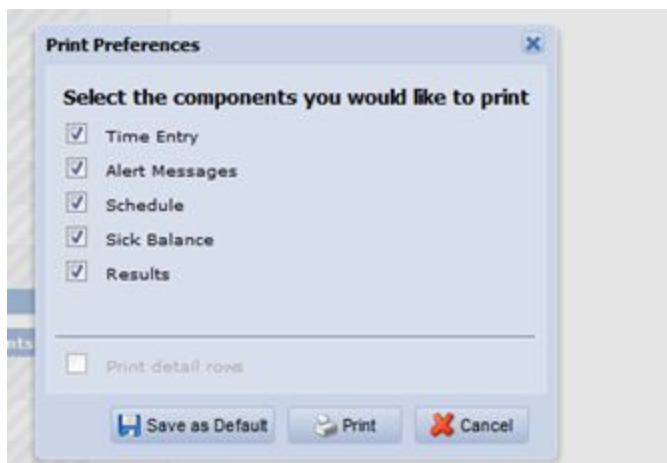 Print Preferences
Select the components you would like to print
Time Entry
Alert Messages
Schedule
Sick Balance
Results
nts
Print detail rows
Save as Default Print Cancel